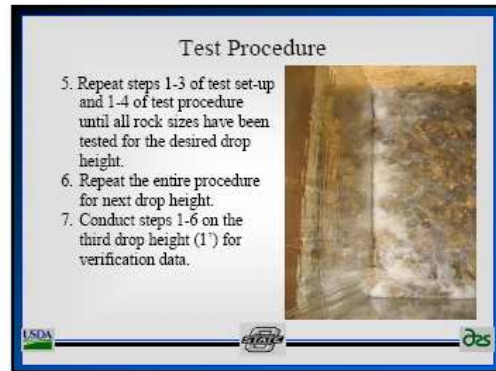 Test Procedure
5. Repeat steps 1-3 of test set-up
and 1-4 of test procedure
until all rock sizes have been
tested for the desired drop
height.
6. Repeat the entire procedure
for next drop height.
7. Conduct steps 1-6 on the
third drop height (1’) for
verification data.
USDA
STATE